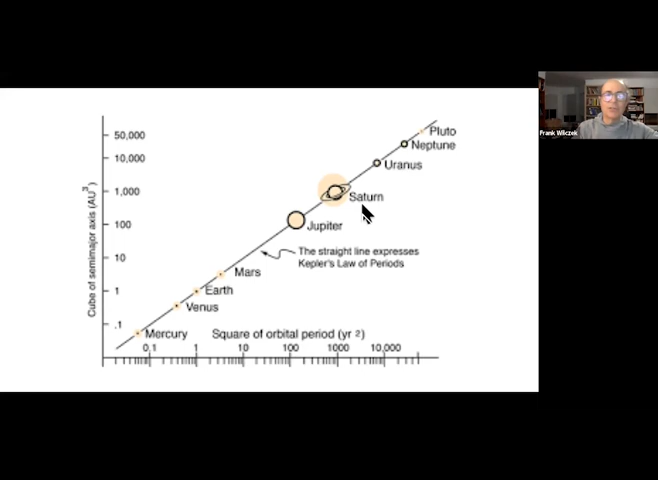 Frank Wilczek
50,000
10,000
1,000
100
10
1
.1
Cube of semimajor axis (AU3)
Pluto
Neptune
Uranus
Saturn
Jupiter
The straight line expresses
Kepler's Law of Periods
Mars
Earth
Venus
Mercury
Square of orbital period (yr 2)
0.1 1 10 100 1000 10,000